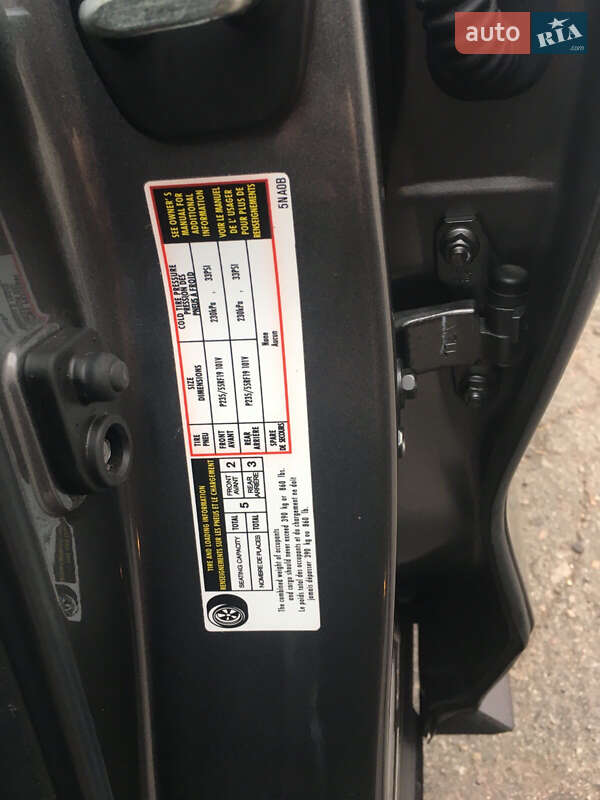 auto RIA.com
TIRE AND LOADING INFORMATION
RENSEIGNEMENTS SUR LES PNEUS ET LE CHARGEMENT
SEATING CAPACITY TOTAL 5 FRONT 2 REAR 3
NOMBRE DE PLACES TOTAL AVANT ARRIÈRE
The combined weight of occupants
and cargo should never exceed 390 kg or 860 lbs.
Le poids total des occupants et du chargement ne doit
jamais dépasser 390 kg ou 860 lb.
TIRE
PNEU
SIZE
DIMENSIONS
COLD TIRE PRESSURE
PRESSION DES
PNEUS À FROID
FRONT
AVANT
P235/55RF19 101V
230kPa , 33PSI
REAR
ARRIÈRE
P235/55RF19 101V
230kPa , 33PSI
SPARE
DE SECOURS
None
Aucun
SEE OWNER'S
MANUAL FOR
ADDITIONAL
INFORMATION
VOIR LE MANUEL
DE L' USAGER
POUR PLUS DE
RENSEIGNEMENTS
5NA0B